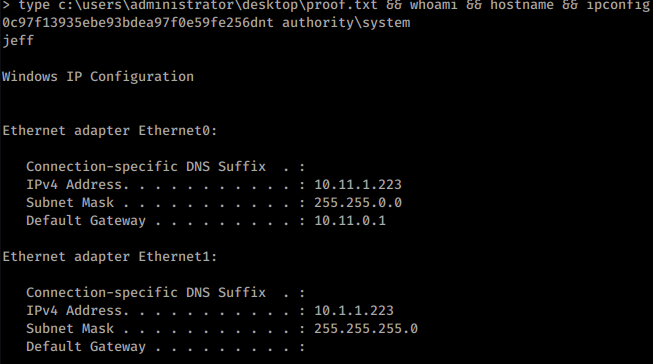 > type c:\users\administrator\desktop\proof.txt && whoami && hostname && ipconfig
0c97f13935ebe93bdea97f0e59fe256dnt authority\system
jeff
Windows IP Configuration
Ethernet adapter Ethernet0:
Connection-specific DNS Suffix  . :
IPv4 Address. . . . . . . . . . . : 10.11.1.223
Subnet Mask . . . . . . . . . . . : 255.255.0.0
Default Gateway . . . . . . . . . : 10.11.0.1
Ethernet adapter Ethernet1:
Connection-specific DNS Suffix  . :
IPv4 Address. . . . . . . . . . . : 10.1.1.223
Subnet Mask . . . . . . . . . . . : 255.255.255.0
Default Gateway . . . . . . . . . :